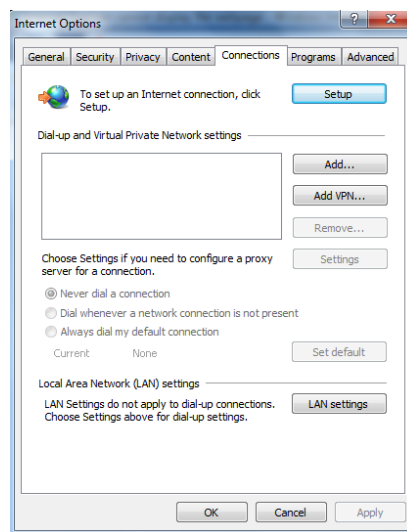 Internet Options
?
X
General Security Privacy Content Connections Programs Advanced
To set up an Internet connection, click
Setup.
Setup
Dial-up and Virtual Private Network settings
Add...
Add VPN...
Remove...
Choose Settings if you need to configure a proxy
server for a connection.
Settings
Never dial a connection
Dial whenever a network connection is not present
Always dial my default connection
Current None
Set default
Local Area Network (LAN) settings
LAN Settings do not apply to dial-up connections.
Choose Settings above for dial-up settings.
LAN settings
OK Cancel Apply